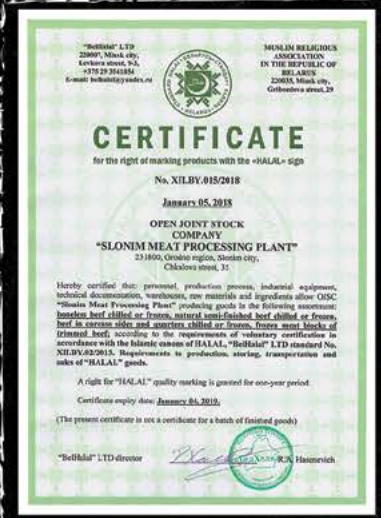 "BelHalal" LTD
220007, Minsk city,
Levkova street, 9-3,
+375 29 3541854
E-mail: belhalal@yandex.ru
MUSLIM RELIGIOUS
ASSOCIATION
IN THE REPUBLIC OF
BELARUS
220035, Minsk city,
Griboedova street, 29
CERTIFICATE
for the right of marking products with the «HALAL» sign
No. XII.BY.015/2018
January 05, 2018
OPEN JOINT STOCK
COMPANY
"SLONIM MEAT PROCESSING PLANT"
231800, Grodno region, Slonim city,
Chkalova street, 31
Hereby certified that: personnel, production process, industrial equipment,
technical documentation, warehouses, raw materials and ingredients allow OJSC
"Slonim Meat Processing Plant" producing goods in the following assortment:
boneless beef chilled or frozen, natural semi-finished beef chilled or frozen,
beef in carcass sides and quarters chilled or frozen, frozen meat blocks of
trimmed beef; according to the requirements of voluntary certification in
accordance with the Islamic canons of HALAL, "BelHalal" LTD standard No.
XII.BY.02/2013. Requirements to production, storing, transportation and
sales of "HALAL" goods.
A right for "HALAL" quality marking is granted for one-year period
Certificate expiry date: January 04, 2019.
(The present certificate is not a certificate for a batch of finished goods)
"BelHalal" LTD director
R.A. Hasenevich